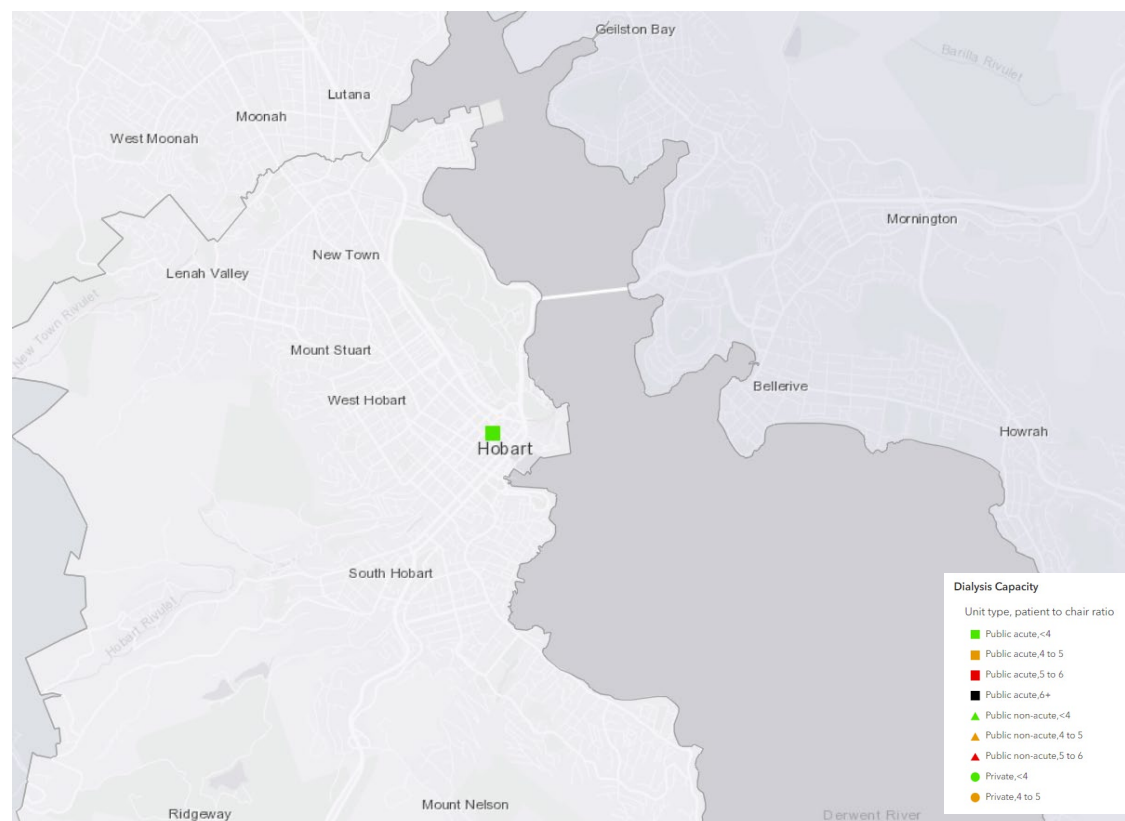 Geilston Bay
Barilla Rivulet
Lutana
Moonah
West Moonah
Mornington
New Town
Lenah Valley
New Town Rivulet
Mount Stuart
Bellerive
West Hobart
Howrah
Hobart
South Hobart
Hobart Rivulet
Mount Nelson
Ridgeway
Derwent River
Dialysis Capacity
Unit type, patient to chair ratio
Public acute,<4
Public acute,4 to 5
Public acute,5 to 6
Public acute,6+
Public non-acute,<4
Public non-acute,4 to 5
Public non-acute,5 to 6
Private,<4
Private,4 to 5